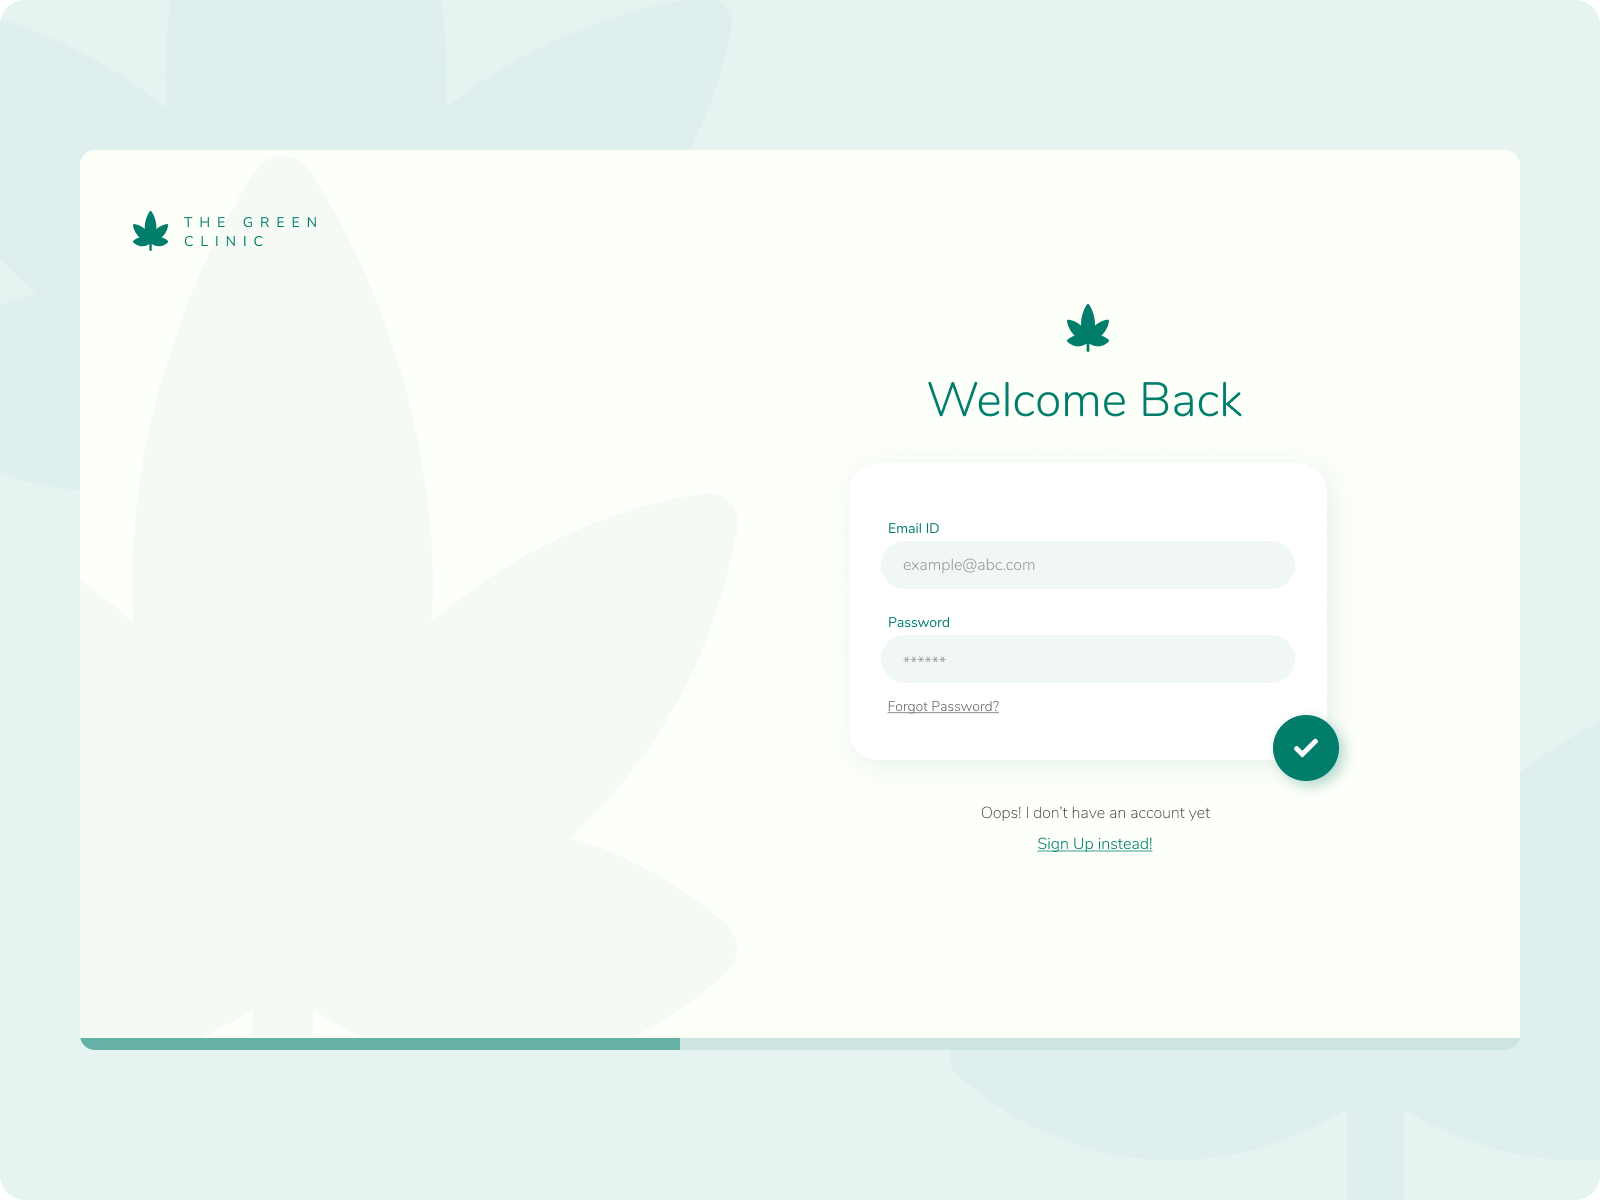 THE GREEN
CLINIC
Welcome Back
Email ID
example@abc.com
Password
******
Forgot Password?
Oops! I don't have an account yet
Sign Up instead!